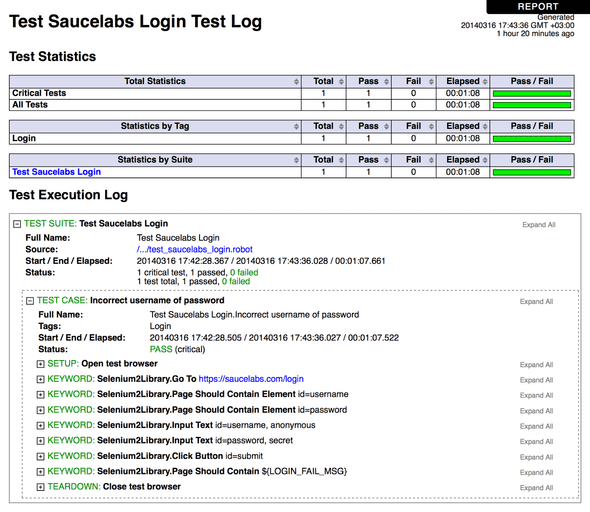 REPORT
Test Saucelabs Login Test Log
Generated
20140316 17:43:36 GMT +03:00
1 hour 20 minutes ago
Test Statistics
Total Statistics Total Pass Fail Elapsed Pass / Fail
Critical Tests 1 1 0 00:01:08
All Tests 1 1 0 00:01:08
Statistics by Tag Total Pass Fail Elapsed Pass / Fail
Login 1 1 0 00:01:08
Statistics by Suite Total Pass Fail Elapsed Pass / Fail
Test Saucelabs Login 1 1 0 00:01:08
Test Execution Log
TEST SUITE: Test Saucelabs Login Expand All
Full Name: Test Saucelabs Login
Source: /.../test_saucelabs_login.robot
Start / End / Elapsed: 20140316 17:42:28.367 / 20140316 17:43:36.028 / 00:01:07.661
Status: 1 critical test, 1 passed, 0 failed
1 test total, 1 passed, 0 failed
TEST CASE: Incorrect username of password Expand All
Full Name: Test Saucelabs Login.Incorrect username of password
Tags: Login
Start / End / Elapsed: 20140316 17:42:28.505 / 20140316 17:43:36.027 / 00:01:07.522
Status: PASS (critical)
SETUP: Open test browser Expand All
KEYWORD: Selenium2Library.Go To https://saucelabs.com/login Expand All
KEYWORD: Selenium2Library.Page Should Contain Element id=username Expand All
KEYWORD: Selenium2Library.Page Should Contain Element id=password Expand All
KEYWORD: Selenium2Library.Input Text id=username, anonymous Expand All
KEYWORD: Selenium2Library.Input Text id=password, secret Expand All
KEYWORD: Selenium2Library.Click Button id=submit Expand All
KEYWORD: Selenium2Library.Page Should Contain ${LOGIN_FAIL_MSG} Expand All
TEARDOWN: Close test browser Expand All